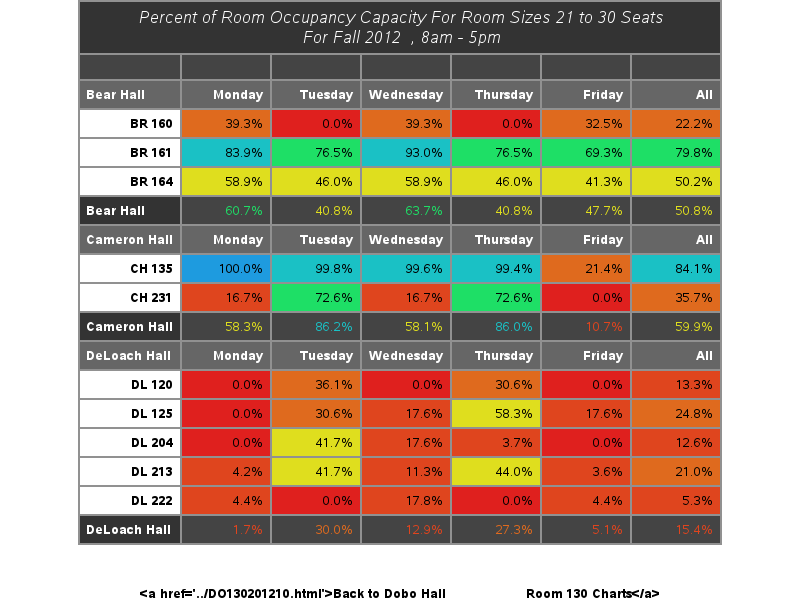 Percent of Room Occupancy Capacity For Room Sizes 21 to 30 Seats
For Fall 2012 , 8am - 5pm
Bear Hall Monday Tuesday Wednesday Thursday Friday All
BR 160 39.3% 0.0% 39.3% 0.0% 32.5% 22.2%
BR 161 83.9% 76.5% 93.0% 76.5% 69.3% 79.8%
BR 164 58.9% 46.0% 58.9% 46.0% 41.3% 50.2%
Bear Hall 60.7% 40.8% 63.7% 40.8% 47.7% 50.8%
Cameron Hall Monday Tuesday Wednesday Thursday Friday All
CH 135 100.0% 99.8% 99.6% 99.4% 21.4% 84.1%
CH 231 16.7% 72.6% 16.7% 72.6% 0.0% 35.7%
Cameron Hall 58.3% 86.2% 58.1% 86.0% 10.7% 59.9%
DeLoach Hall Monday Tuesday Wednesday Thursday Friday All
DL 120 0.0% 36.1% 0.0% 30.6% 0.0% 13.3%
DL 125 0.0% 30.6% 17.6% 58.3% 17.6% 24.8%
DL 204 0.0% 41.7% 17.6% 3.7% 0.0% 12.6%
DL 213 4.2% 41.7% 11.3% 44.0% 3.6% 21.0%
DL 222 4.4% 0.0% 17.8% 0.0% 4.4% 5.3%
DeLoach Hall 1.7% 30.0% 12.9% 27.3% 5.1% 15.4%
<a href='../DO130201210.html'>Back to Dobo Hall Room 130 Charts</a>